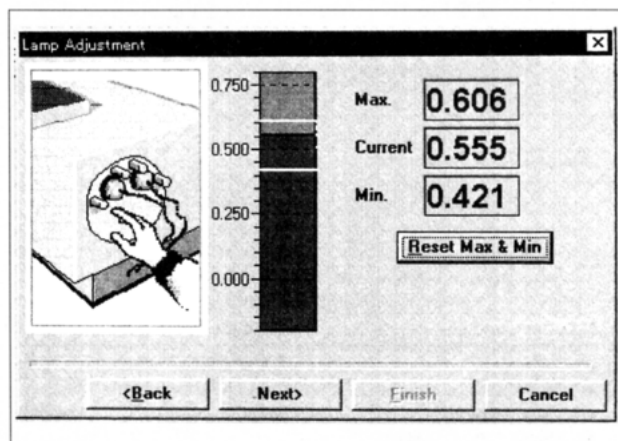 Lamp Adjustment
0.750
0.500
0.250
0.000
Max. 0.606
Current 0.555
Min. 0.421
Reset Max & Min
<Back Next> Finish Cancel